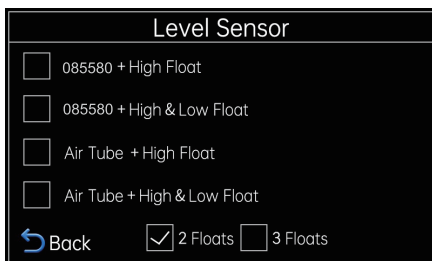 Level Sensor
085580 + High Float
085580 + High & Low Float
Air Tube + High Float
Air Tube + High & Low Float
Back 2 Floats 3 Floats